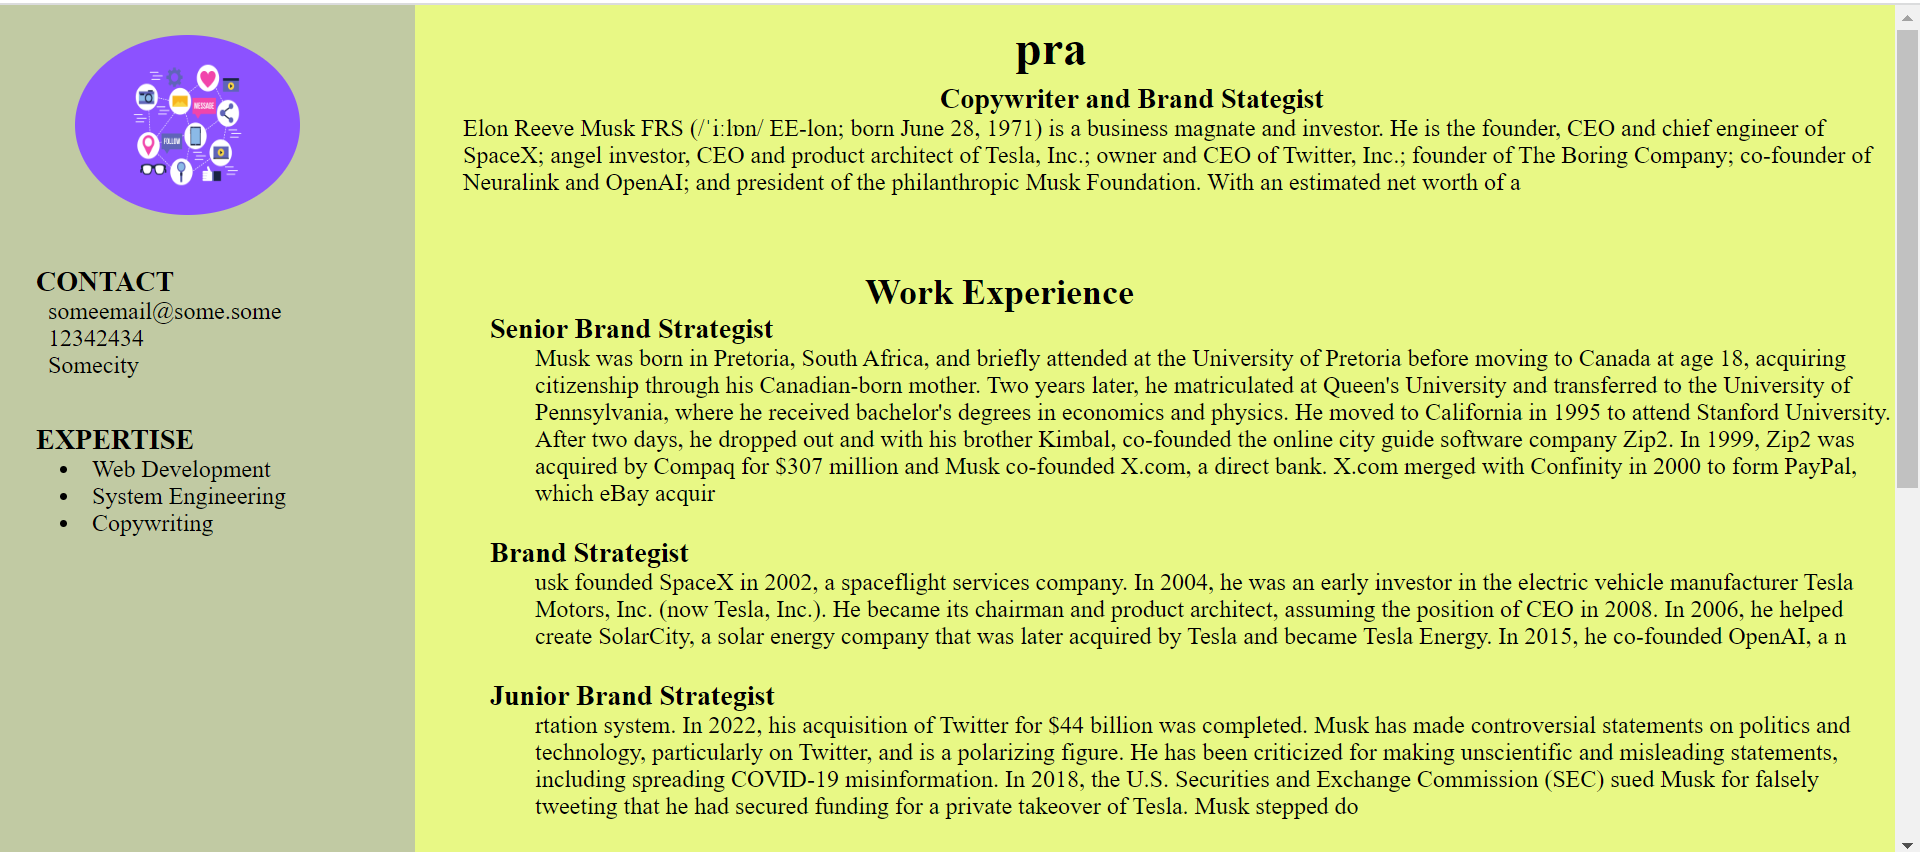 MESSAGE
FOLLOW
CONTACT
someemail@some.some
12342434
Somecity
EXPERTISE
• Web Development
• System Engineering
• Copywriting
pra
Copywriter and Brand Stategist
Elon Reeve Musk FRS (/ˈiːlɒn/ EE-lon; born June 28, 1971) is a business magnate and investor. He is the founder, CEO and chief engineer of
SpaceX; angel investor, CEO and product architect of Tesla, Inc.; owner and CEO of Twitter, Inc.; founder of The Boring Company; co-founder of
Neuralink and OpenAI; and president of the philanthropic Musk Foundation. With an estimated net worth of a
Work Experience
Senior Brand Strategist
Musk was born in Pretoria, South Africa, and briefly attended at the University of Pretoria before moving to Canada at age 18, acquiring
citizenship through his Canadian-born mother. Two years later, he matriculated at Queen's University and transferred to the University of
Pennsylvania, where he received bachelor's degrees in economics and physics. He moved to California in 1995 to attend Stanford University.
After two days, he dropped out and with his brother Kimbal, co-founded the online city guide software company Zip2. In 1999, Zip2 was
acquired by Compaq for $307 million and Musk co-founded X.com, a direct bank. X.com merged with Confinity in 2000 to form PayPal,
which eBay acquir
Brand Strategist
usk founded SpaceX in 2002, a spaceflight services company. In 2004, he was an early investor in the electric vehicle manufacturer Tesla
Motors, Inc. (now Tesla, Inc.). He became its chairman and product architect, assuming the position of CEO in 2008. In 2006, he helped
create SolarCity, a solar energy company that was later acquired by Tesla and became Tesla Energy. In 2015, he co-founded OpenAI, a n
Junior Brand Strategist
rtation system. In 2022, his acquisition of Twitter for $44 billion was completed. Musk has made controversial statements on politics and
technology, particularly on Twitter, and is a polarizing figure. He has been criticized for making unscientific and misleading statements,
including spreading COVID-19 misinformation. In 2018, the U.S. Securities and Exchange Commission (SEC) sued Musk for falsely
tweeting that he had secured funding for a private takeover of Tesla. Musk stepped do